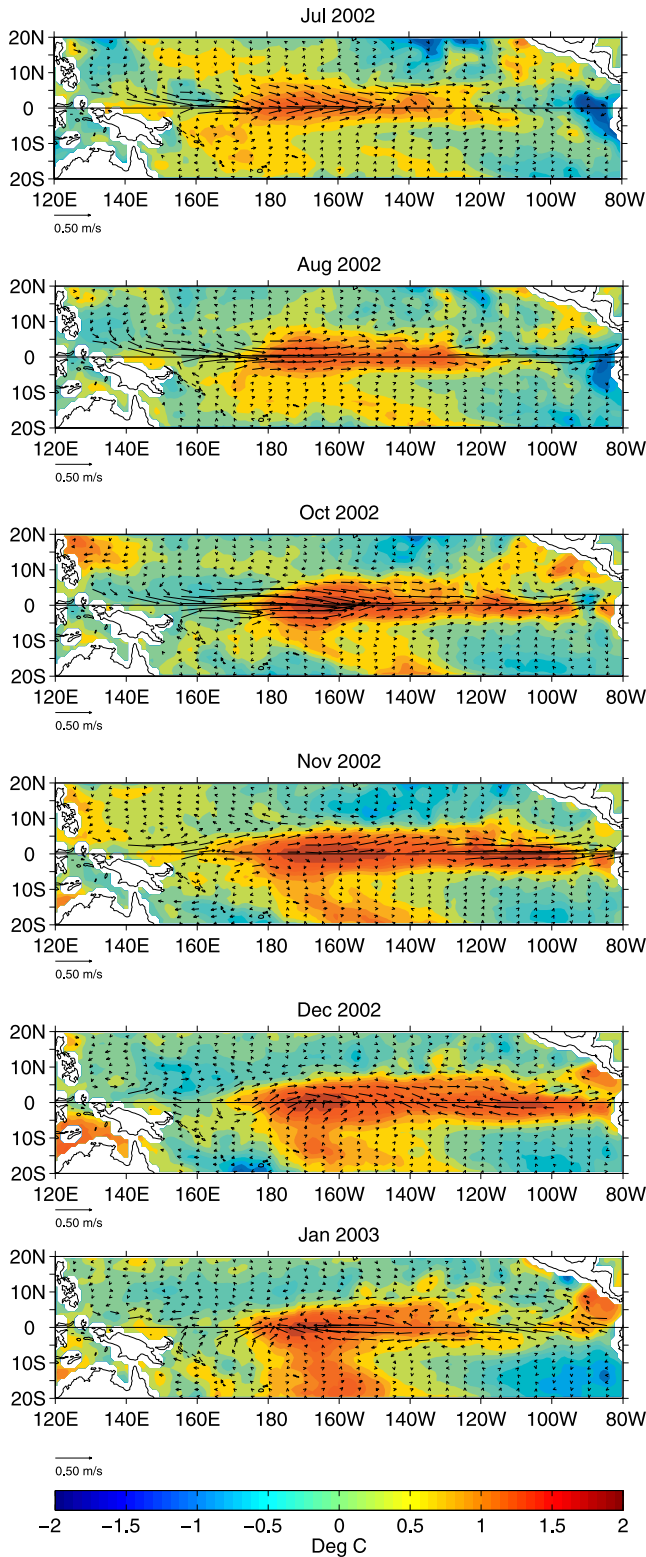 Jul 2002
20N
10N
0
10S
20S
120E 140E 160E 180 160W 140W 120W 100W 80W
0.50 m/s
Aug 2002
20N
10N
0
10S
20S
120E 140E 160E 180 160W 140W 120W 100W 80W
0.50 m/s
Oct 2002
20N
10N
0
10S
20S
120E 140E 160E 180 160W 140W 120W 100W 80W
0.50 m/s
Nov 2002
20N
10N
0
10S
20S
120E 140E 160E 180 160W 140W 120W 100W 80W
0.50 m/s
Dec 2002
20N
10N
0
10S
20S
120E 140E 160E 180 160W 140W 120W 100W 80W
0.50 m/s
Jan 2003
20N
10N
0
10S
20S
120E 140E 160E 180 160W 140W 120W 100W 80W
0.50 m/s
−2 −1.5 −1 −0.5 0 0.5 1 1.5 2
Deg C